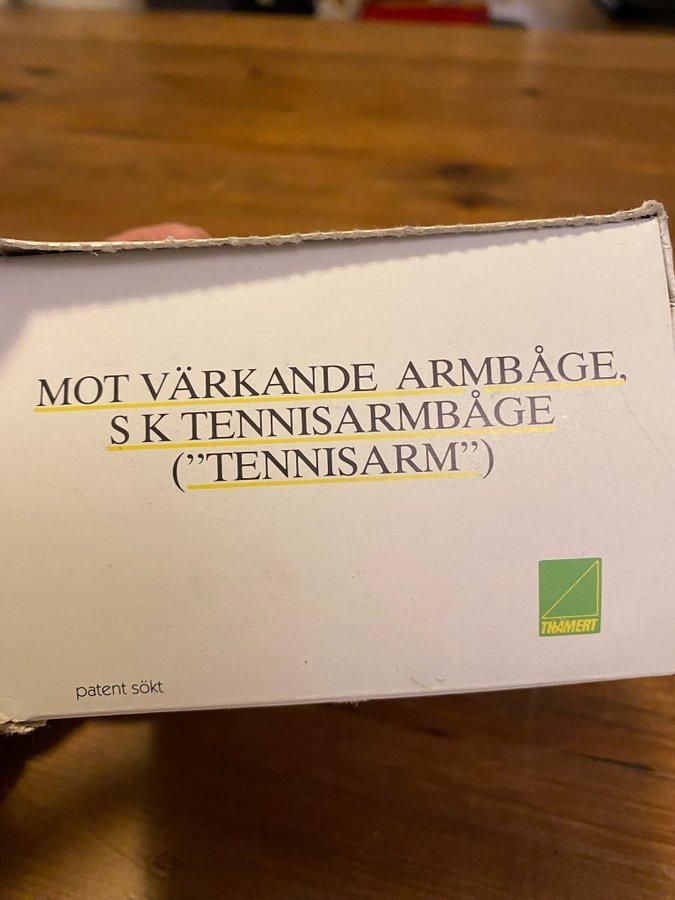 MOT VÄRKANDE ARMBÅGE,
S K TENNISARMBÅGE
(”TENNISARM”)
THÄMERT
patent sökt